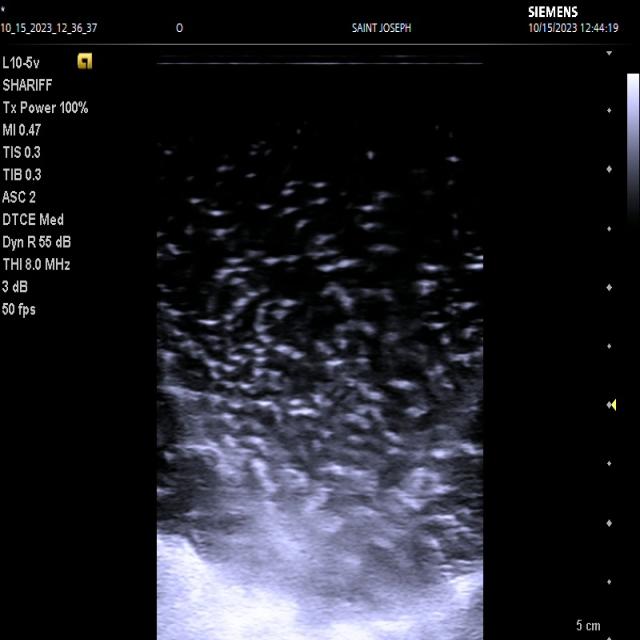 SIEMENS
10_15_2023_12_36_37 O SAINT JOSEPH 10/15/2023 12:44:19
L10-5v
SHARIFF
Tx Power 100%
MI 0.47
TIS 0.3
TIB 0.3
ASC 2
DTCE Med
Dyn R 55 dB
THI 8.0 MHz
3 dB
50 fps
5 cm